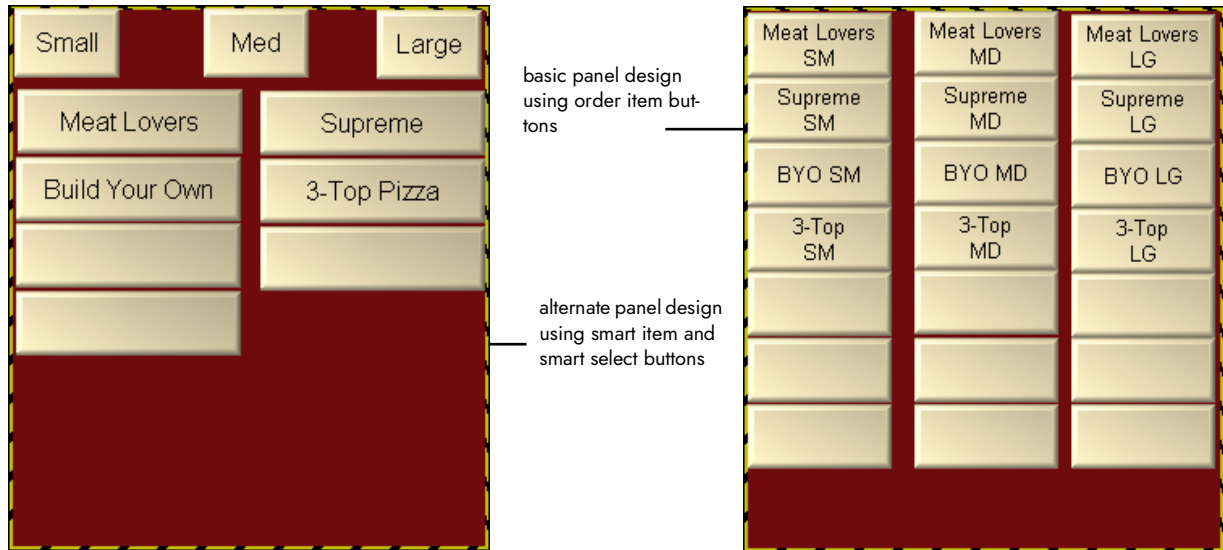 Small Med Large
Meat Lovers Supreme
Build Your Own 3-Top Pizza
basic panel design
using order item but-
tons
alternate panel design
using smart item and
smart select buttons
Meat Lovers
SM
Meat Lovers
MD
Meat Lovers
LG
Supreme
SM
Supreme
MD
Supreme
LG
BYO SM BYO MD BYO LG
3-Top
SM
3-Top
MD
3-Top
LG